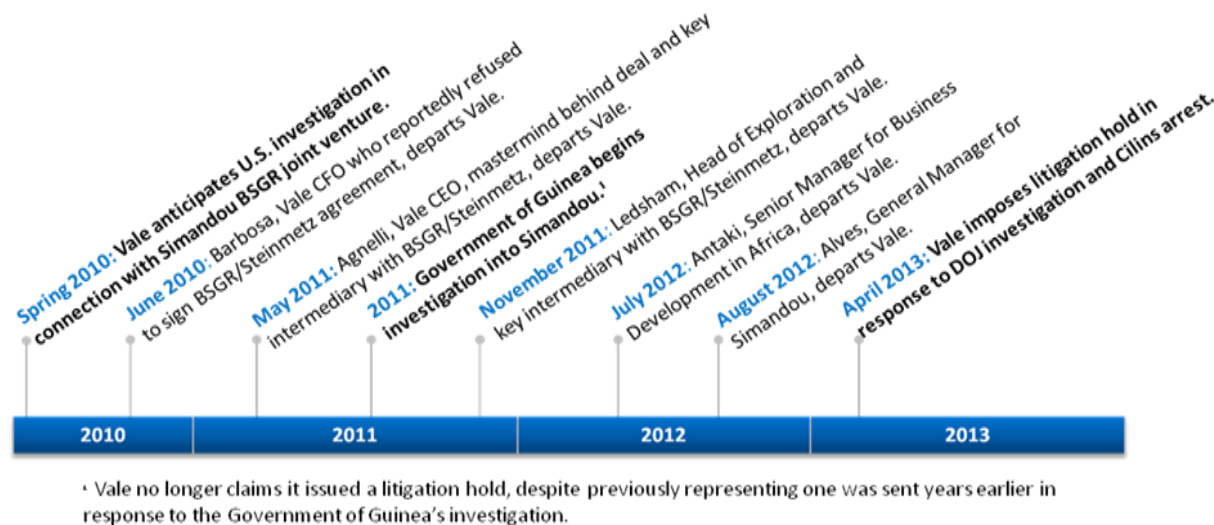 Spring 2010: Vale anticipates U.S. investigation in
connection with Simandou BSGR joint venture.
June 2010: Barbosa, Vale CFO who reportedly refused
to sign BSGR/Steinmetz agreement, departs Vale.
May 2011: Agnelli, Vale CEO, mastermind behind deal and key
intermediary with BSGR/Steinmetz, departs Vale.
2011: Government of Guinea begins
investigation into Simandou.¹
November 2011: Ledsham, Head of Exploration and
key intermediary with BSGR/Steinmetz, departs Vale.
July 2012: Antaki, Senior Manager for Business
Development in Africa, departs Vale.
August 2012: Alves, General Manager for
Simandou, departs Vale.
April 2013: Vale imposes litigation hold in
response to DOJ investigation and Cilins arrest.
2010 2011 2012 2013
¹ Vale no longer claims it issued a litigation hold, despite previously representing one was sent years earlier in
response to the Government of Guinea's investigation.